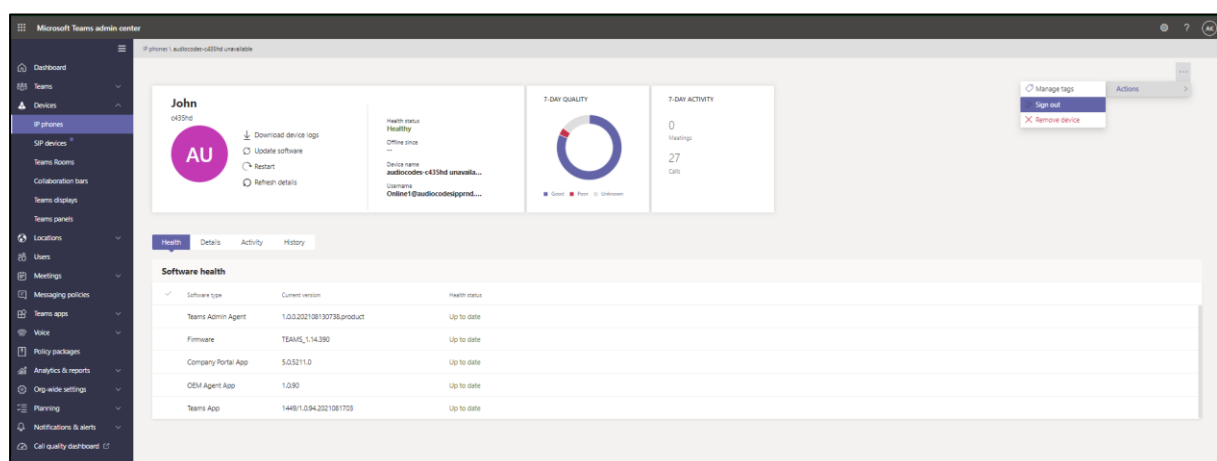 Microsoft Teams admin center
?
AK
IP phones \ audiocodes-c435hd unavailable
Dashboard
Teams
Devices
IP phones
SIP devices
Teams Rooms
Collaboration bars
Teams displays
Teams panels
Locations
Users
Meetings
Messaging policies
Teams apps
Voice
Policy packages
Analytics & reports
Org-wide settings
Planning
Notifications & alerts
Call quality dashboard
John
c435hd
AU
Download device logs
Update software
Restart
Refresh details
Health status
Healthy
Offline since
--
Device name
audiocodes-c435hd unavaila...
Username
Online1@audiocodesipprnd....
7-DAY QUALITY
Good Poor Unknown
7-DAY ACTIVITY
0
Meetings
27
Calls
...
Actions
Manage tags
Sign out
Remove device
Health Details Activity History
Software health
Software type Current version Health status
Teams Admin Agent 1.0.0.202108130738.product Up to date
Firmware TEAMS_1.14.390 Up to date
Company Portal App 5.0.5211.0 Up to date
OEM Agent App 1.0.90 Up to date
Teams App 1449/1.0.94.2021081703 Up to date